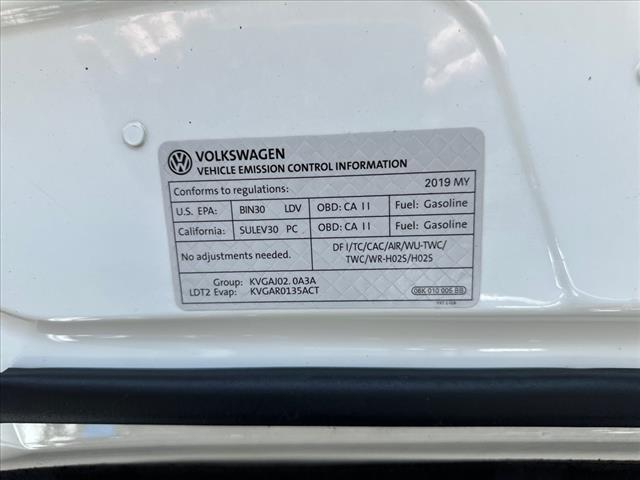 VOLKSWAGEN
VEHICLE EMISSION CONTROL INFORMATION
Conforms to regulations: 2019 MY
U.S. EPA: BIN30 LDV OBD: CA II Fuel: Gasoline
California: SULEV30 PC OBD: CA II Fuel: Gasoline
No adjustments needed.
DFI/TC/CAC/AIR/WU-TWC/
TWC/WR-HO2S/HO2S
Group: KVGAJ02.0A3A
LDT2 Evap: KVGAR0135ACT
06K 010 006 BB